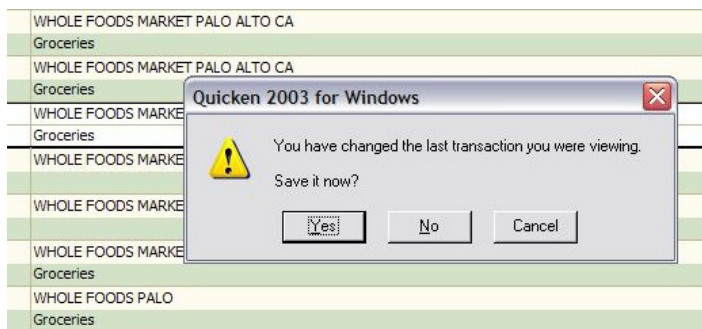 WHOLE FOODS MARKET PALO ALTO CA
Groceries
WHOLE FOODS MARKET PALO ALTO CA
Groceries
WHOLE FOODS MARKE
Groceries
WHOLE FOODS MARKE
WHOLE FOODS MARKE
WHOLE FOODS MARKE
Groceries
WHOLE FOODS PALO
Groceries
Quicken 2003 for Windows
You have changed the last transaction you were viewing.
Save it now?
Yes No Cancel